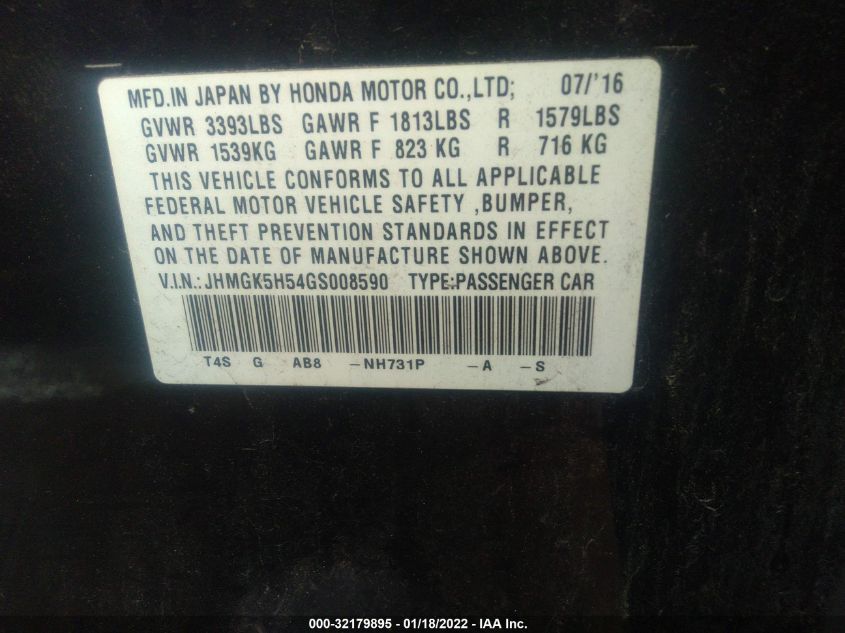 MFD.IN JAPAN BY HONDA MOTOR CO.,LTD; 07/'16
GVWR 3393LBS GAWR F 1813LBS R 1579LBS
GVWR 1539KG GAWR F 823 KG R 716 KG
THIS VEHICLE CONFORMS TO ALL APPLICABLE
FEDERAL MOTOR VEHICLE SAFETY ,BUMPER,
AND THEFT PREVENTION STANDARDS IN EFFECT
ON THE DATE OF MANUFACTURE SHOWN ABOVE.
V.I.N.: JHMGK5H54GS008590 TYPE:PASSENGER CAR
T4S G AB8 -NH731P -A -S
000-32179895 - 01/18/2022 - IAA Inc.